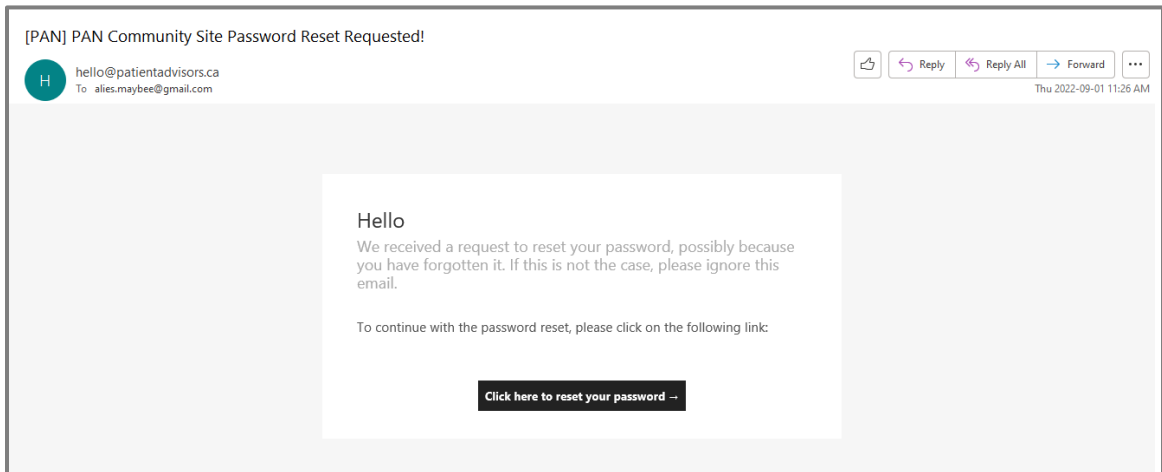 [PAN] PAN Community Site Password Reset Requested!
H
hello@patientadvisors.ca
To alies.maybee@gmail.com
Reply
Reply All
Forward
Thu 2022-09-01 11:26 AM
Hello
We received a request to reset your password, possibly because
you have forgotten it. If this is not the case, please ignore this
email.
To continue with the password reset, please click on the following link:
Click here to reset your password →